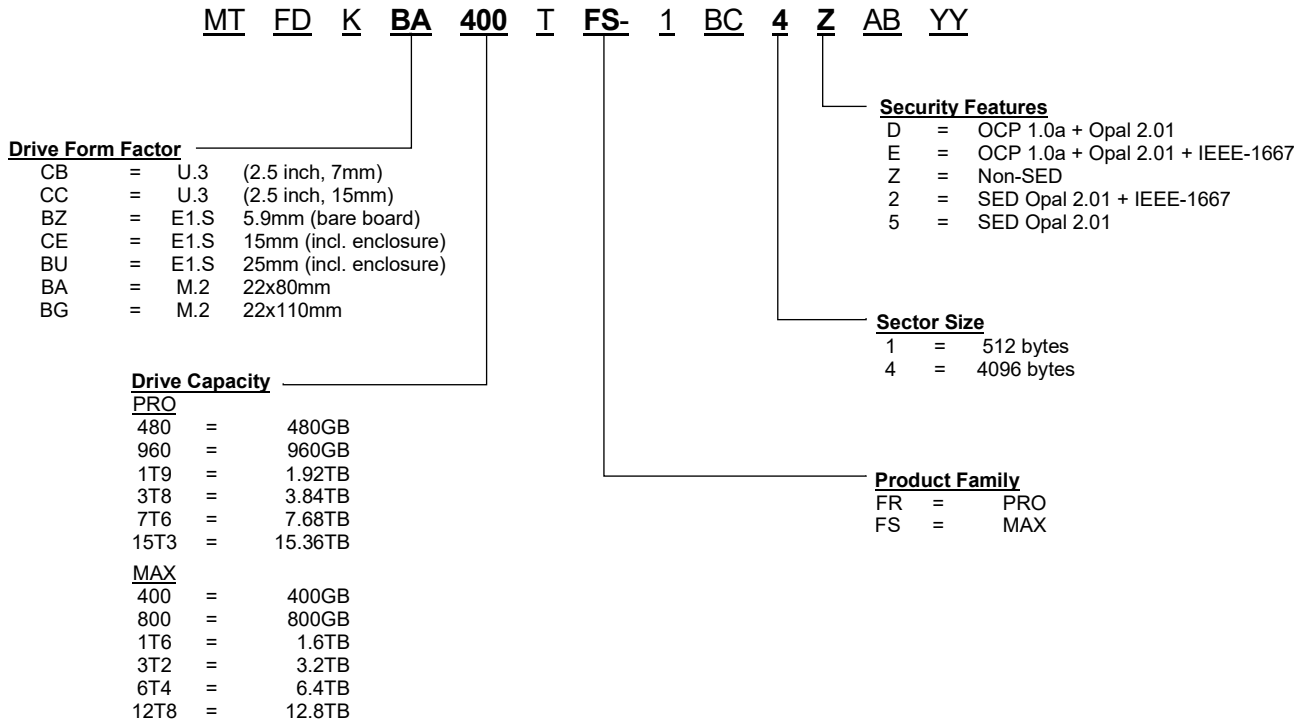 MT FD K BA 400 T FS- 1 BC 4 Z AB YY
Drive Form Factor
CB = U.3 (2.5 inch, 7mm)
CC = U.3 (2.5 inch, 15mm)
BZ = E1.S 5.9mm (bare board)
CE = E1.S 15mm (incl. enclosure)
BU = E1.S 25mm (incl. enclosure)
BA = M.2 22x80mm
BG = M.2 22x110mm
Drive Capacity
PRO
480 = 480GB
960 = 960GB
1T9 = 1.92TB
3T8 = 3.84TB
7T6 = 7.68TB
15T3 = 15.36TB
MAX
400 = 400GB
800 = 800GB
1T6 = 1.6TB
3T2 = 3.2TB
6T4 = 6.4TB
12T8 = 12.8TB
Security Features
D = OCP 1.0a + Opal 2.01
E = OCP 1.0a + Opal 2.01 + IEEE-1667
Z = Non-SED
2 = SED Opal 2.01 + IEEE-1667
5 = SED Opal 2.01
Sector Size
1 = 512 bytes
4 = 4096 bytes
Product Family
FR = PRO
FS = MAX